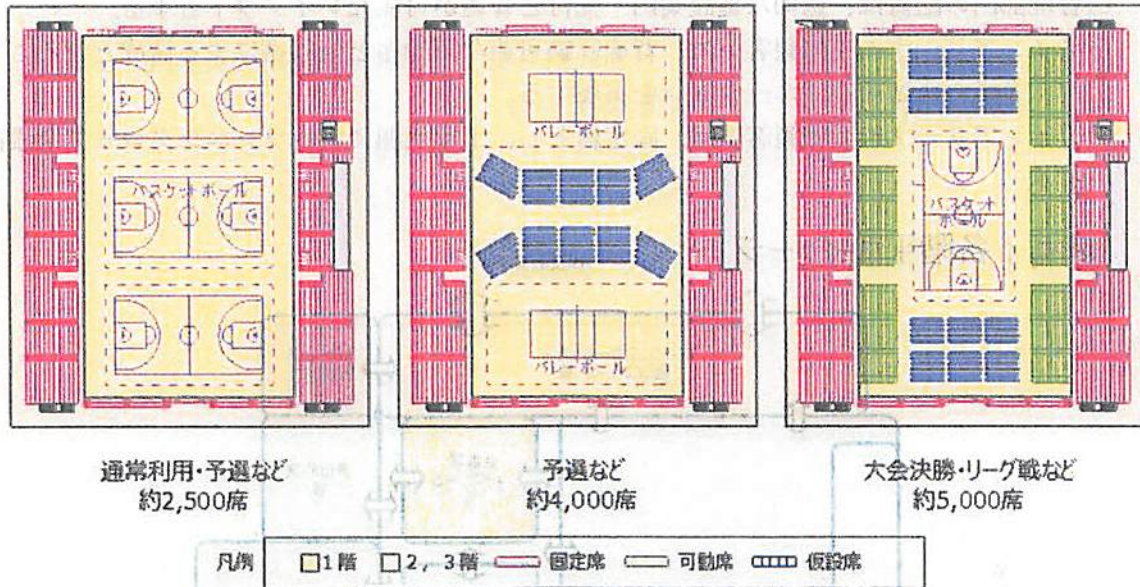 バスケットボール
バレーボール
バレーボール
バスケット
ボール
通常利用・予選など
約2,500席
予選など
約4,000席
大会決勝・リーグ戦など
約5,000席
凡例 1階 2,3階 固定席 可動席 仮設席